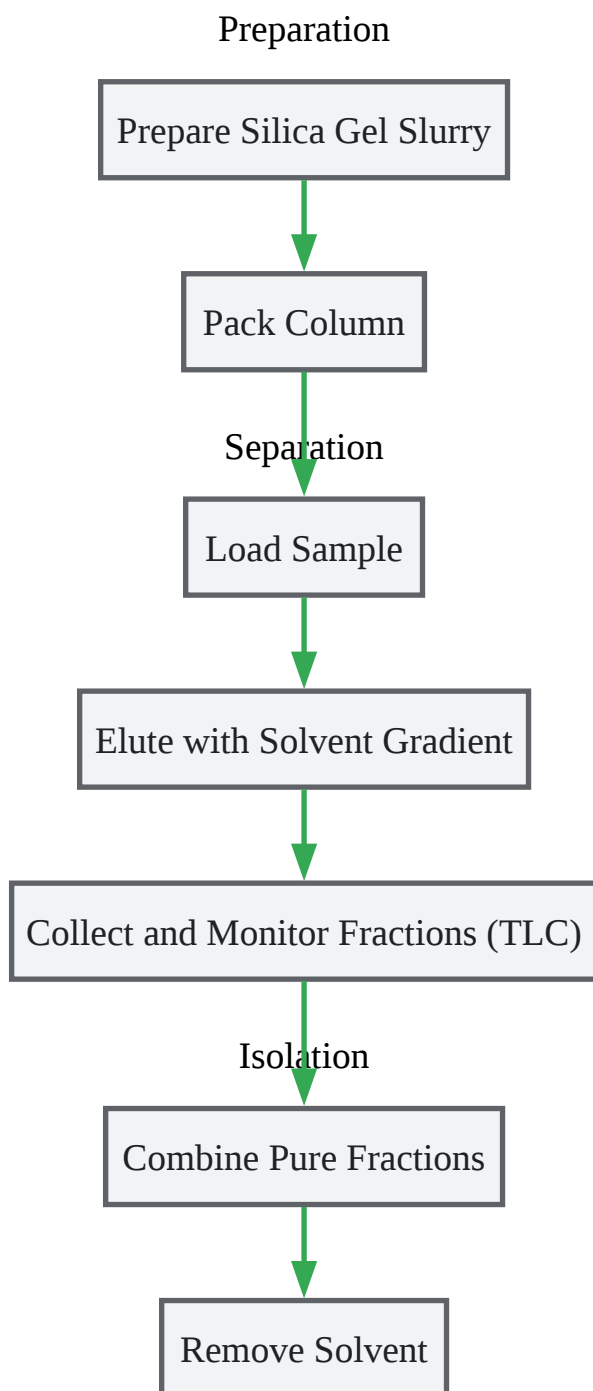 Preparation
Prepare Silica Gel Slurry
Pack Column
Separation
Load Sample
Elute with Solvent Gradient
Collect and Monitor Fractions (TLC)
Isolation
Combine Pure Fractions
Remove Solvent